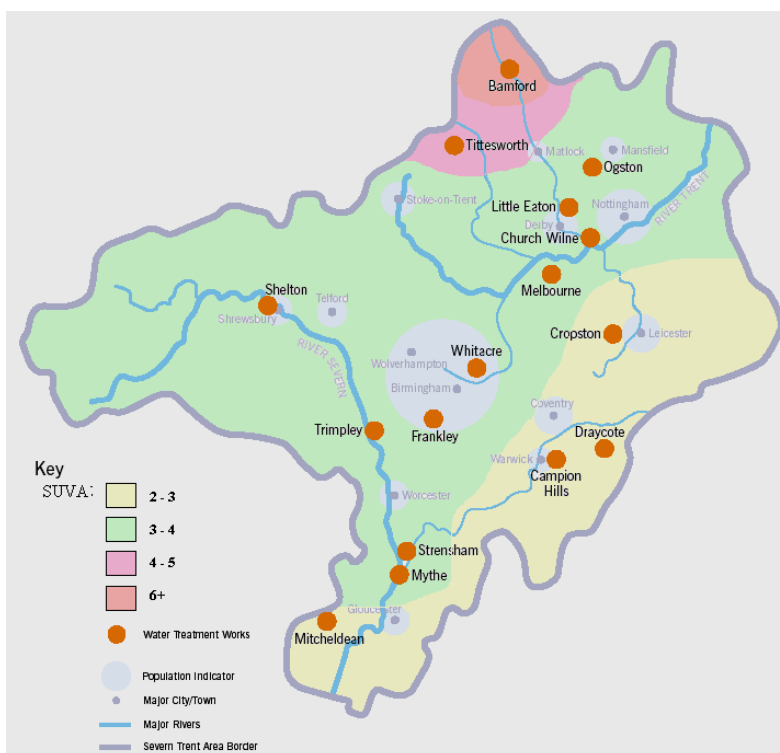 Bamford
Tittesworth
Matlock
Mansfield
Ogston
Stoke-on-Trent
Little Eaton
Nottingham
Derby
RIVER TRENT
Church Wilne
Melbourne
Shelton
Telford
Shrewsbury
RIVER SEVERN
Cropston
Leicester
Whitacre
Wolverhampton
Birmingham
Coventry
Trimpley
Frankley
Draycote
Warwick
Campion
Hills
Worcester
Strensham
Mythe
Gloucester
Mitcheldean
Key
SUVA:
2 - 3
3 - 4
4 - 5
6+
Water Treatment Works
Population Indicator
Major City/Town
Major Rivers
Severn Trent Area Border